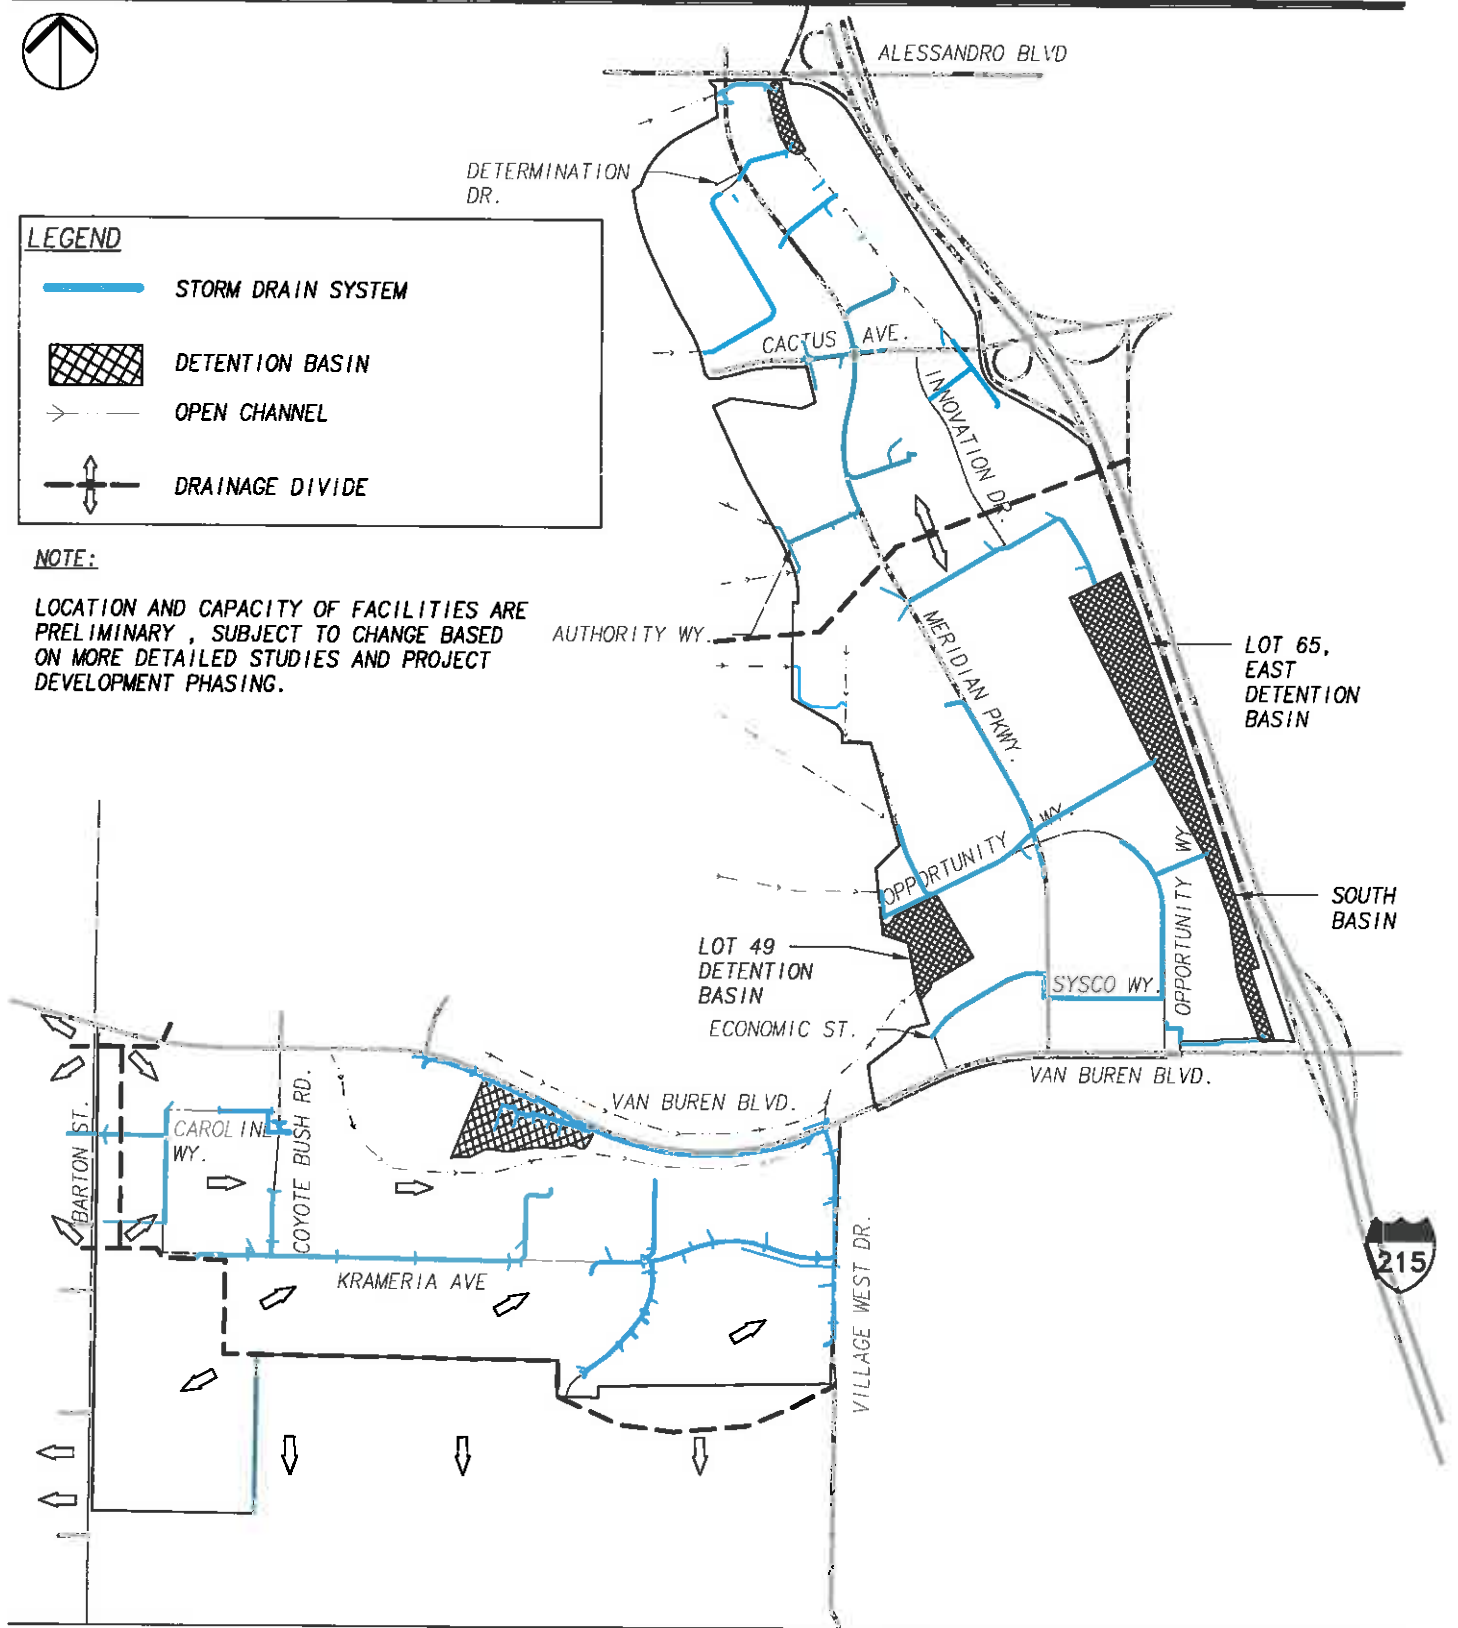 ALESSANDRO BLVD
DETERMINATION
DR.
LEGEND
STORM DRAIN SYSTEM
DETENTION BASIN
OPEN CHANNEL
DRAINAGE DIVIDE
CACTUS AVE.
INNOVATION DR.
NOTE:
LOCATION AND CAPACITY OF FACILITIES ARE
PRELIMINARY , SUBJECT TO CHANGE BASED
ON MORE DETAILED STUDIES AND PROJECT
DEVELOPMENT PHASING.
AUTHORITY WY.
MERIDIAN PKWY.
LOT 65,
EAST
DETENTION
BASIN
OPPORTUNITY WY.
OPPORTUNITY WY
SOUTH
BASIN
LOT 49
DETENTION
BASIN
SYSCO WY.
ECONOMIC ST.
VAN BUREN BLVD.
VAN BUREN BLVD.
BARTON ST.
CAROLINE
WY.
COYOTE BUSH RD.
KRAMERIA AVE
VILLAGE WEST DR.
215